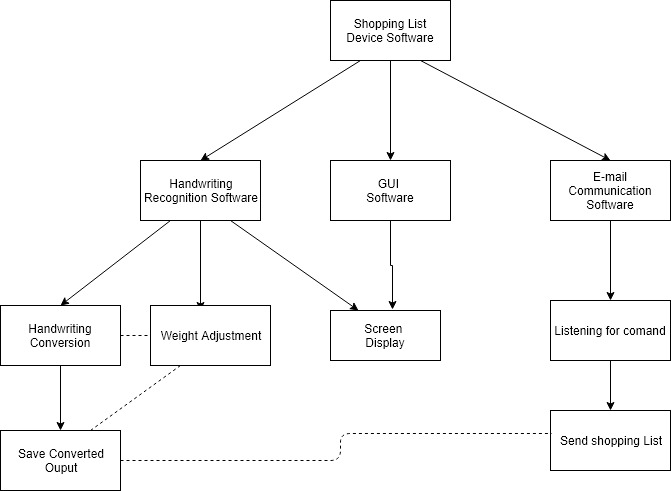 Shopping List
Device Software
Handwriting
Recognition Software
GUI
Software
E-mail
Communication
Software
Handwriting
Conversion
Weight Adjustment
Screen
Display
Listening for comand
Save Converted
Ouput
Send shopping List